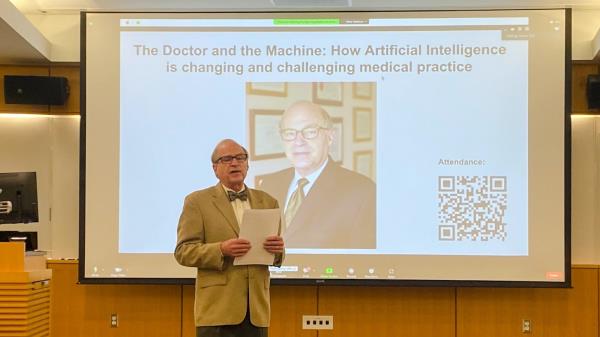 The Doctor and the Machine: How Artificial Intelligence
is changing and challenging medical practice
Attendance: